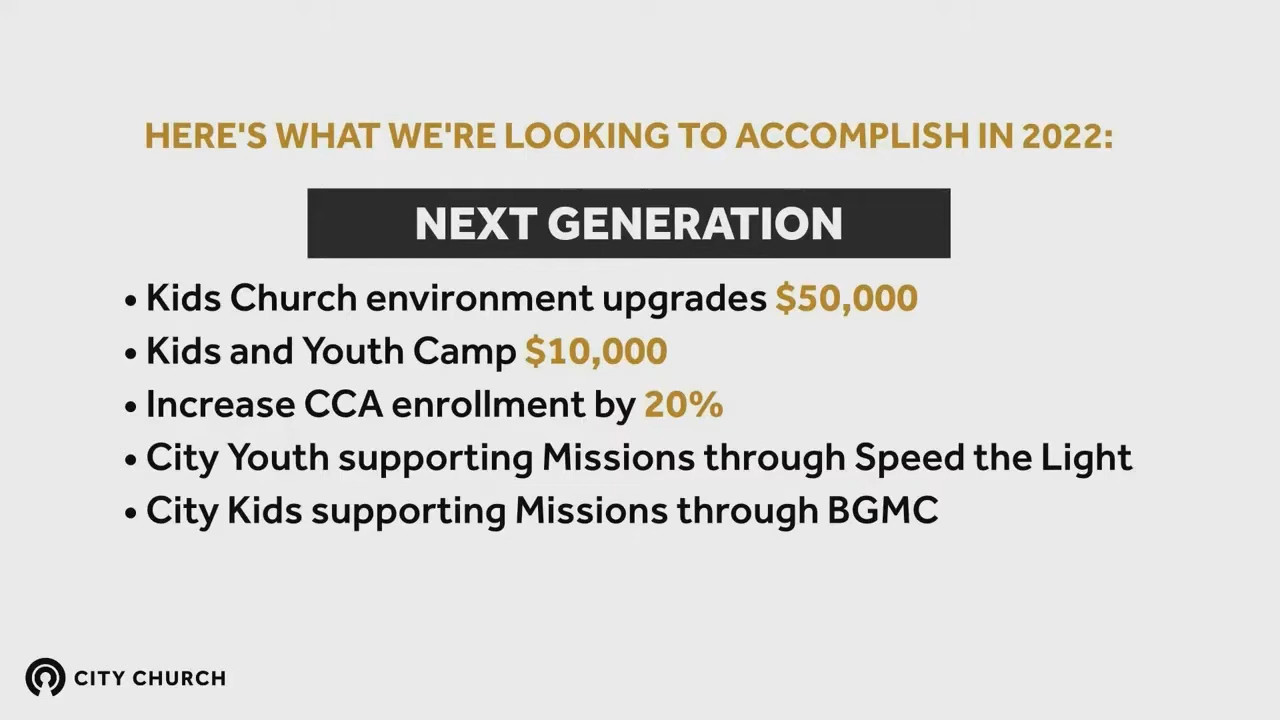 HERE'S WHAT WE'RE LOOKING TO ACCOMPLISH IN 2022:
NEXT GENERATION
• Kids Church environment upgrades $50,000
• Kids and Youth Camp $10,000
• Increase CCA enrollment by 20%
• City Youth supporting Missions through Speed the Light
• City Kids supporting Missions through BGMC
CITY CHURCH